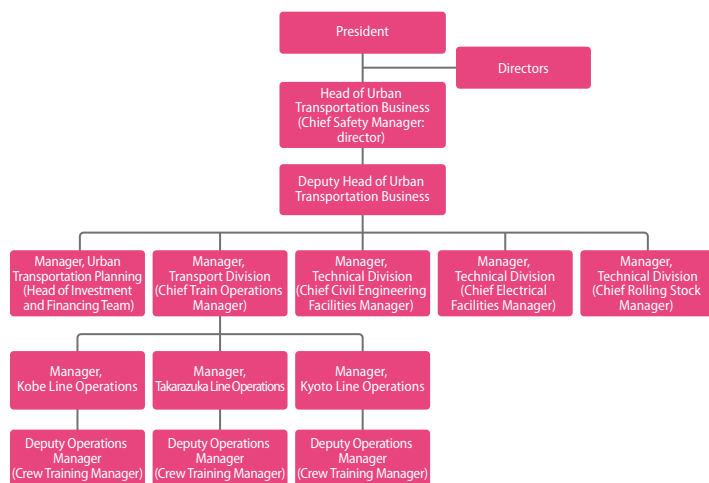 President
Directors
Head of Urban
Transportation Business
(Chief Safety Manager:
director)
Deputy Head of Urban
Transportation Business
Manager, Urban
Transportation Planning
(Head of Investment
and Financing Team)
Manager,
Transport Division
(Chief Train Operations
Manager)
Manager,
Technical Division
(Chief Civil Engineering
Facilities Manager)
Manager,
Technical Division
(Chief Electrical
Facilities Manager)
Manager,
Technical Division
(Chief Rolling Stock
Manager)
Manager,
Kobe Line Operations
Manager,
Takarazuka Line Operations
Manager,
Kyoto Line Operations
Deputy Operations
Manager
(Crew Training Manager)
Deputy Operations
Manager
(Crew Training Manager)
Deputy Operations
Manager
(Crew Training Manager)